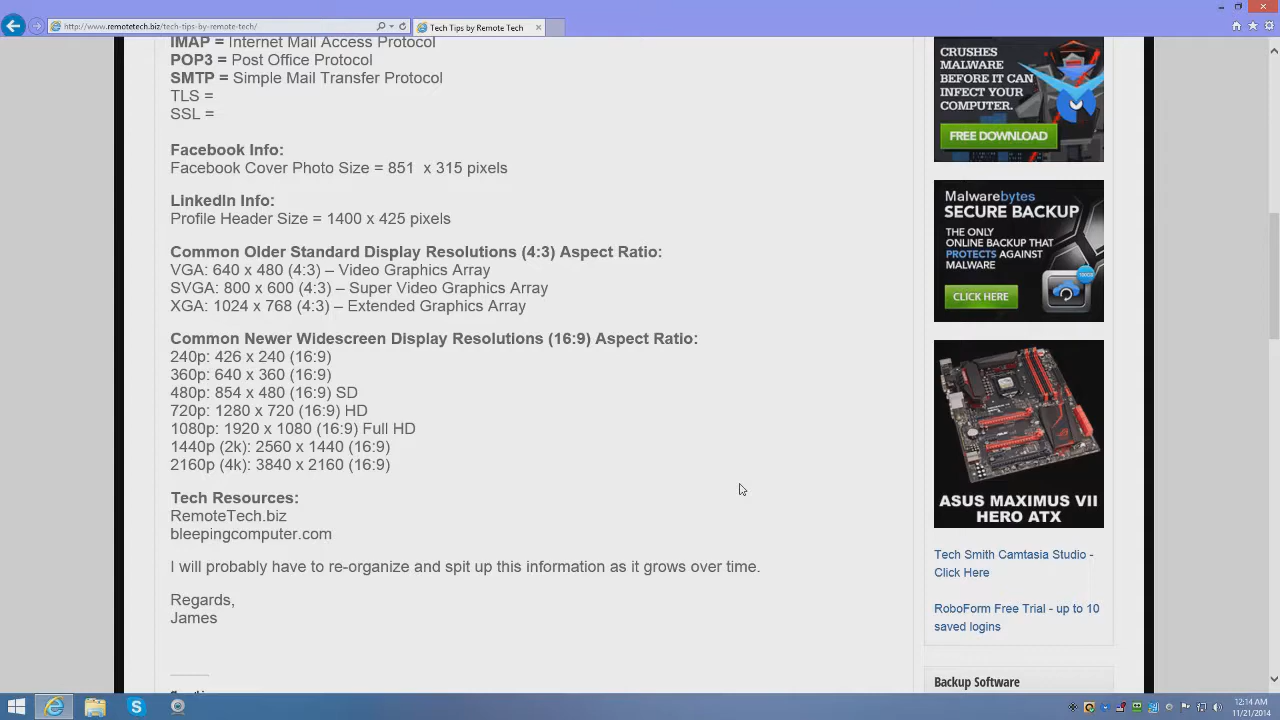 http://www.remotetech.biz/tech-tips-by-remote-tech/
Tech Tips by Remote Tech
IMAP = Internet Mail Access Protocol
POP3 = Post Office Protocol
SMTP = Simple Mail Transfer Protocol
TLS =
SSL =
Facebook Info:
Facebook Cover Photo Size = 851  x 315 pixels
LinkedIn Info:
Profile Header Size = 1400 x 425 pixels
Common Older Standard Display Resolutions (4:3) Aspect Ratio:
VGA: 640 x 480 (4:3) – Video Graphics Array
SVGA: 800 x 600 (4:3) – Super Video Graphics Array
XGA: 1024 x 768 (4:3) – Extended Graphics Array
Common Newer Widescreen Display Resolutions (16:9) Aspect Ratio:
240p: 426 x 240 (16:9)
360p: 640 x 360 (16:9)
480p: 854 x 480 (16:9) SD
720p: 1280 x 720 (16:9) HD
1080p: 1920 x 1080 (16:9) Full HD
1440p (2k): 2560 x 1440 (16:9)
2160p (4k): 3840 x 2160 (16:9)
Tech Resources:
RemoteTech.biz
bleepingcomputer.com
I will probably have to re-organize and spit up this information as it grows over time.
Regards,
James
CRUSHES
MALWARE
BEFORE IT CAN
INFECT YOUR
COMPUTER.
FREE DOWNLOAD
Malwarebytes
SECURE BACKUP
THE ONLY
ONLINE BACKUP THAT
PROTECTS AGAINST
MALWARE
CLICK HERE
ASUS MAXIMUS VII
HERO ATX
Tech Smith Camtasia Studio -
Click Here
RoboForm Free Trial - up to 10
saved logins
Backup Software
12:14 AM
11/21/2014